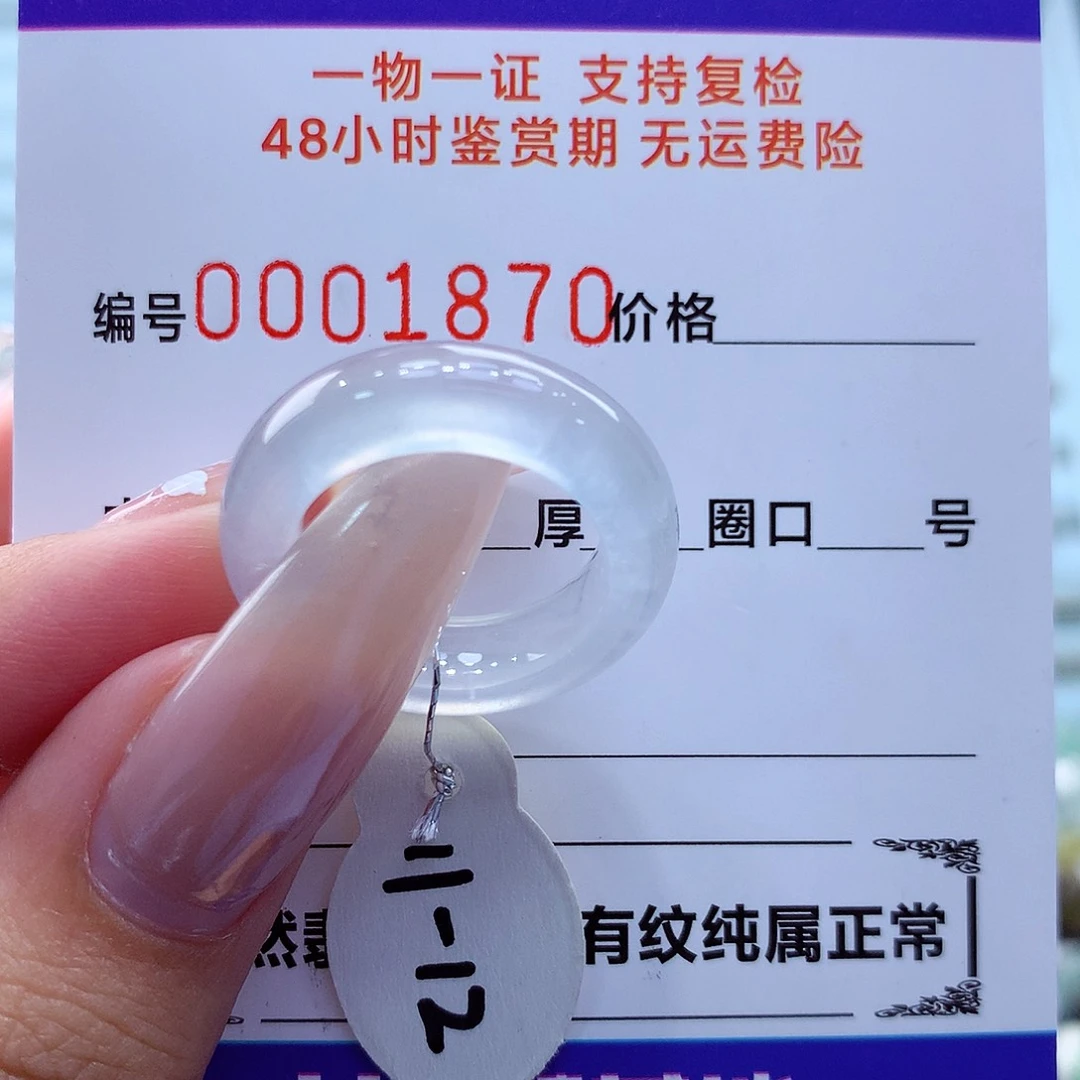 一物一证 支持复检
48小时鉴赏期 无运费险
编号0001870价格
厚 圈口 号
有纹纯属正常
11-12